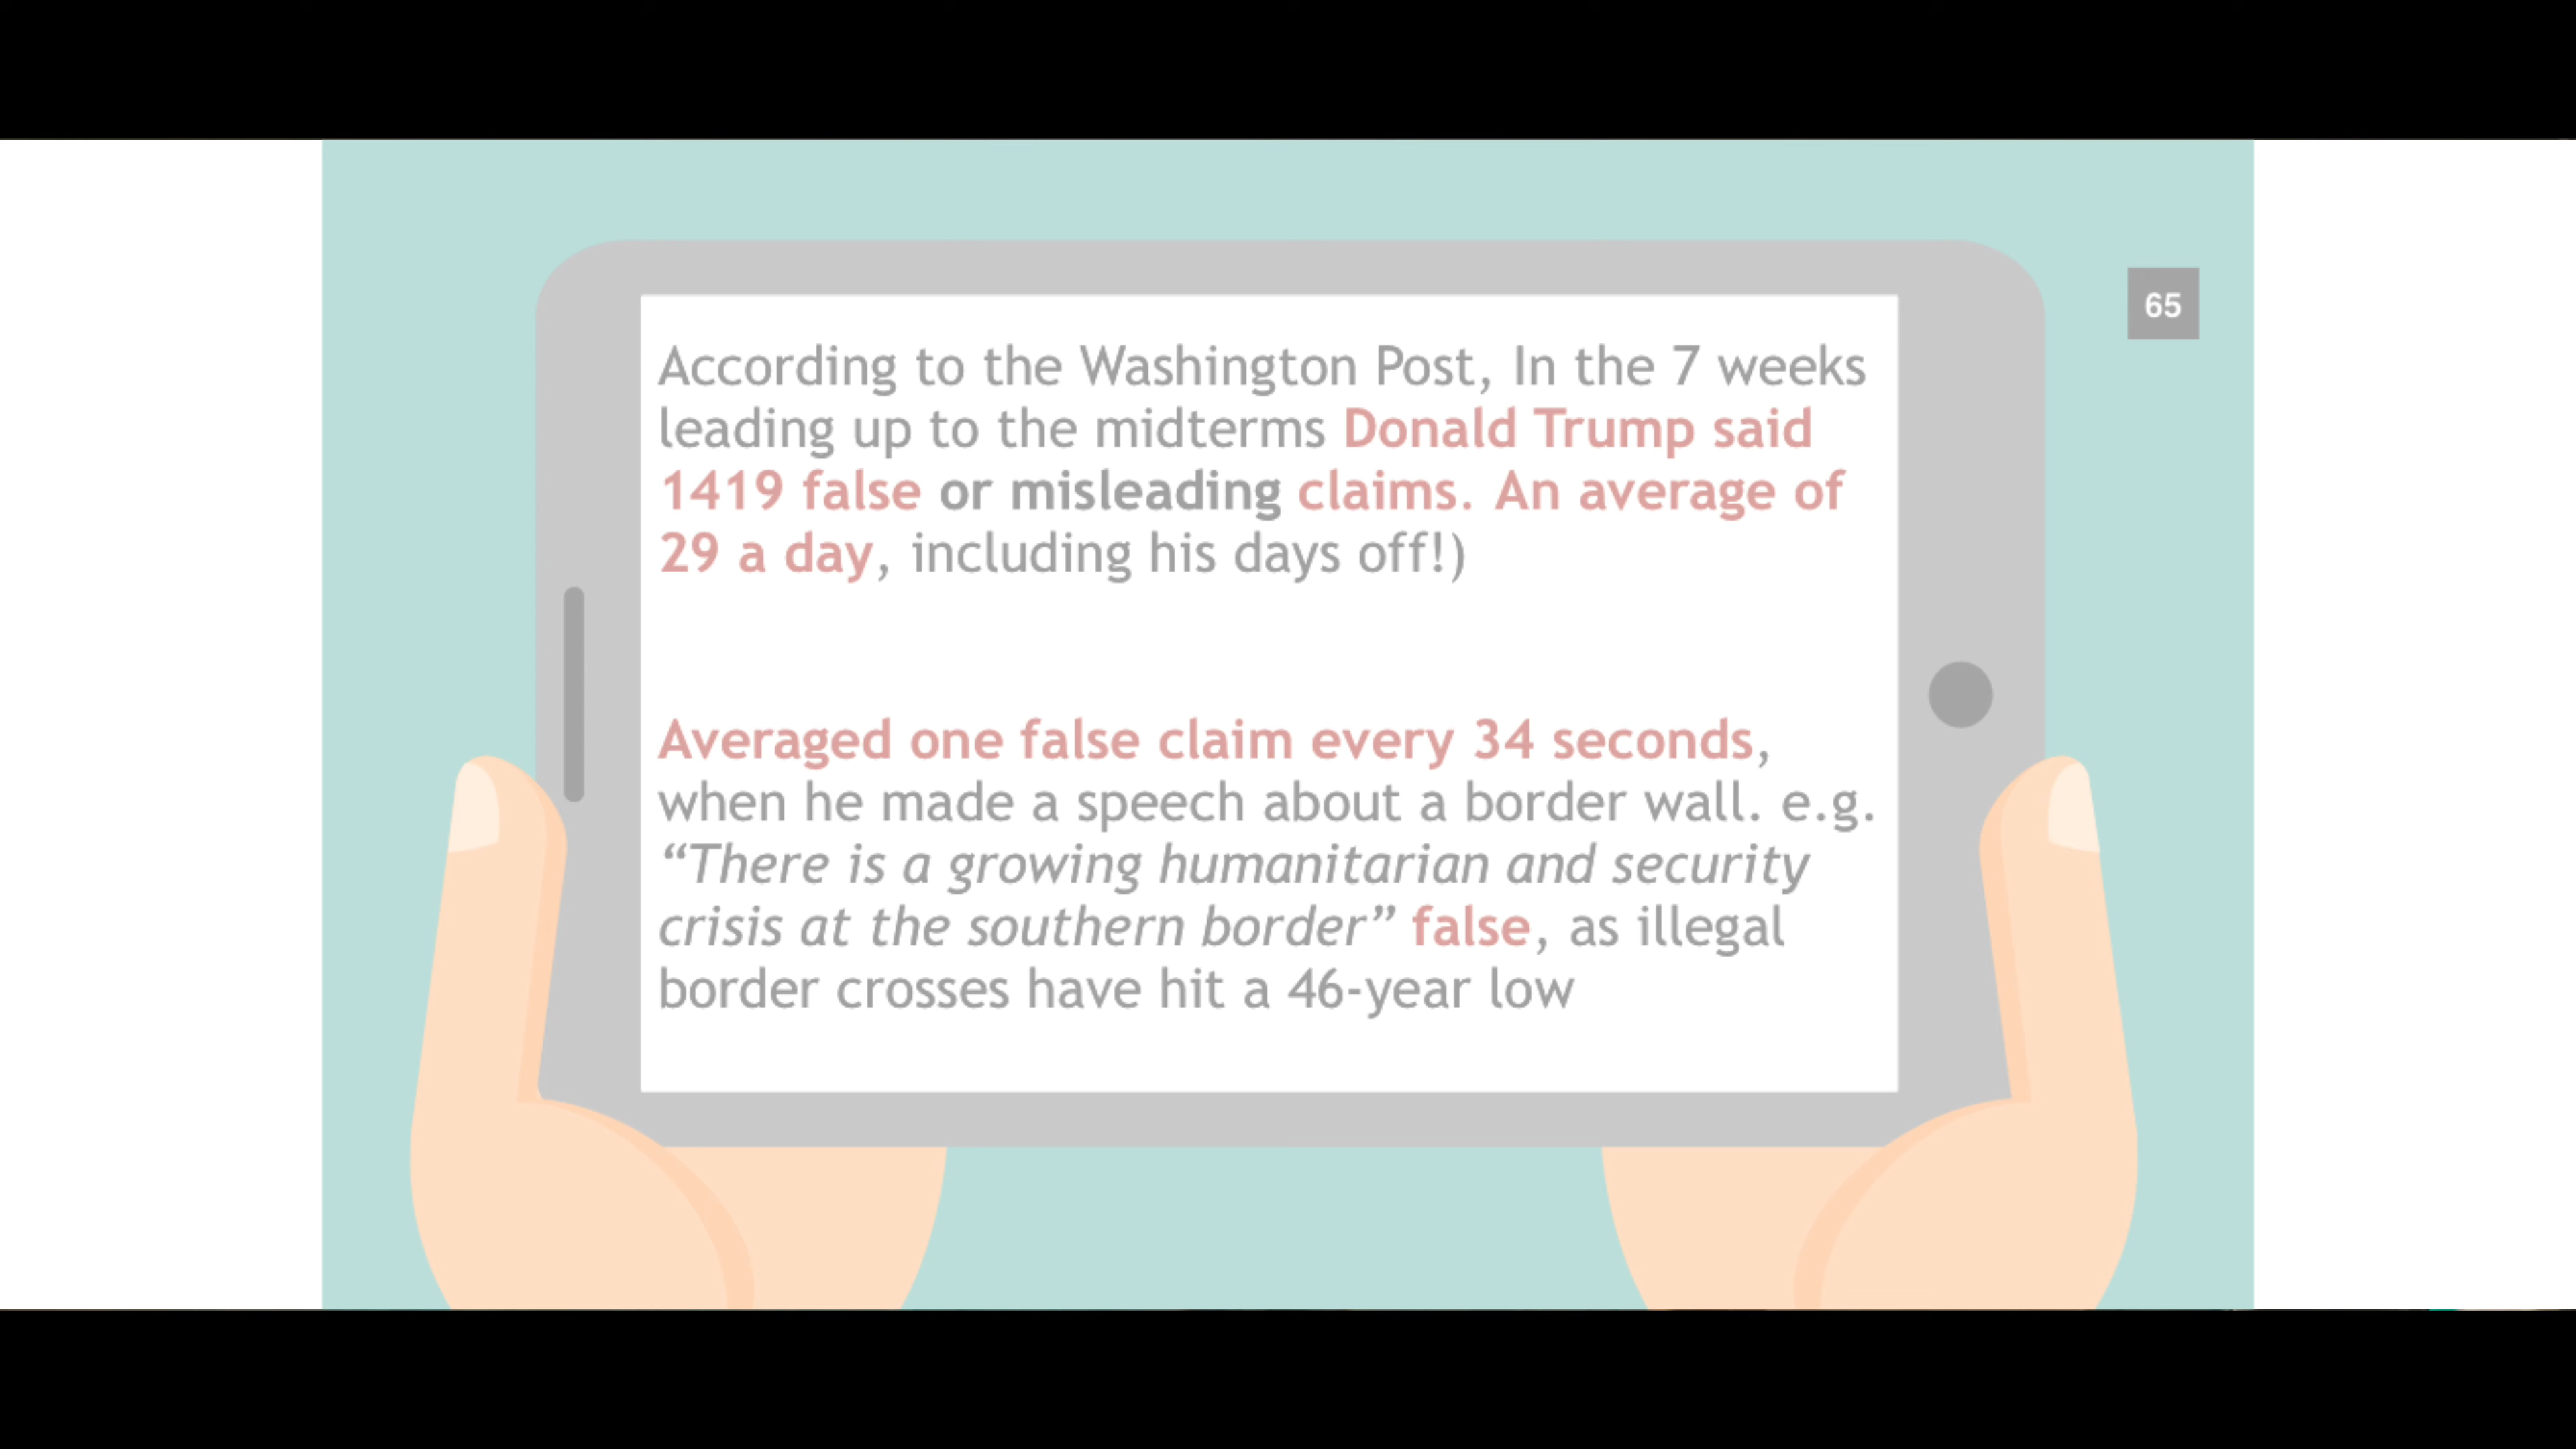 65
According to the Washington Post, In the 7 weeks
leading up to the midterms Donald Trump said
1419 false or misleading claims. An average of
29 a day, including his days off!)
Averaged one false claim every 34 seconds,
when he made a speech about a border wall. e.g.
“There is a growing humanitarian and security
crisis at the southern border” false, as illegal
border crosses have hit a 46-year low